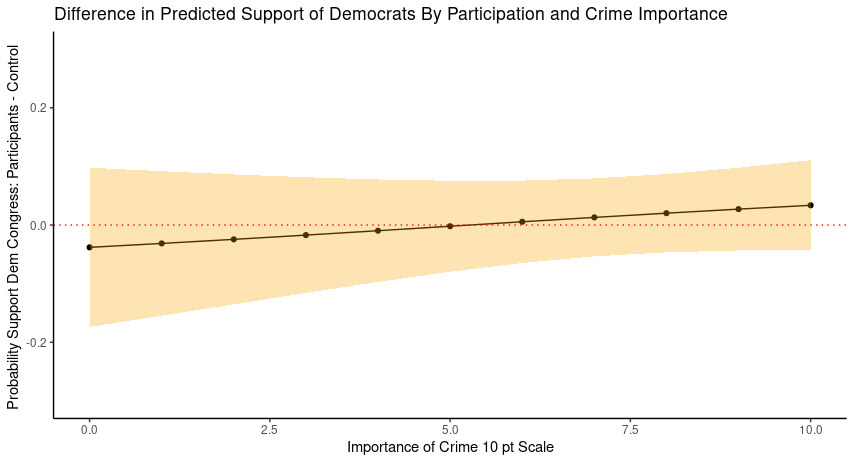 Difference in Predicted Support of Democrats By Participation and Crime Importance
Probability Support Dem Congress: Participants - Control
0.2
0.0
-0.2
0.0 2.5 5.0 7.5 10.0
Importance of Crime 10 pt Scale